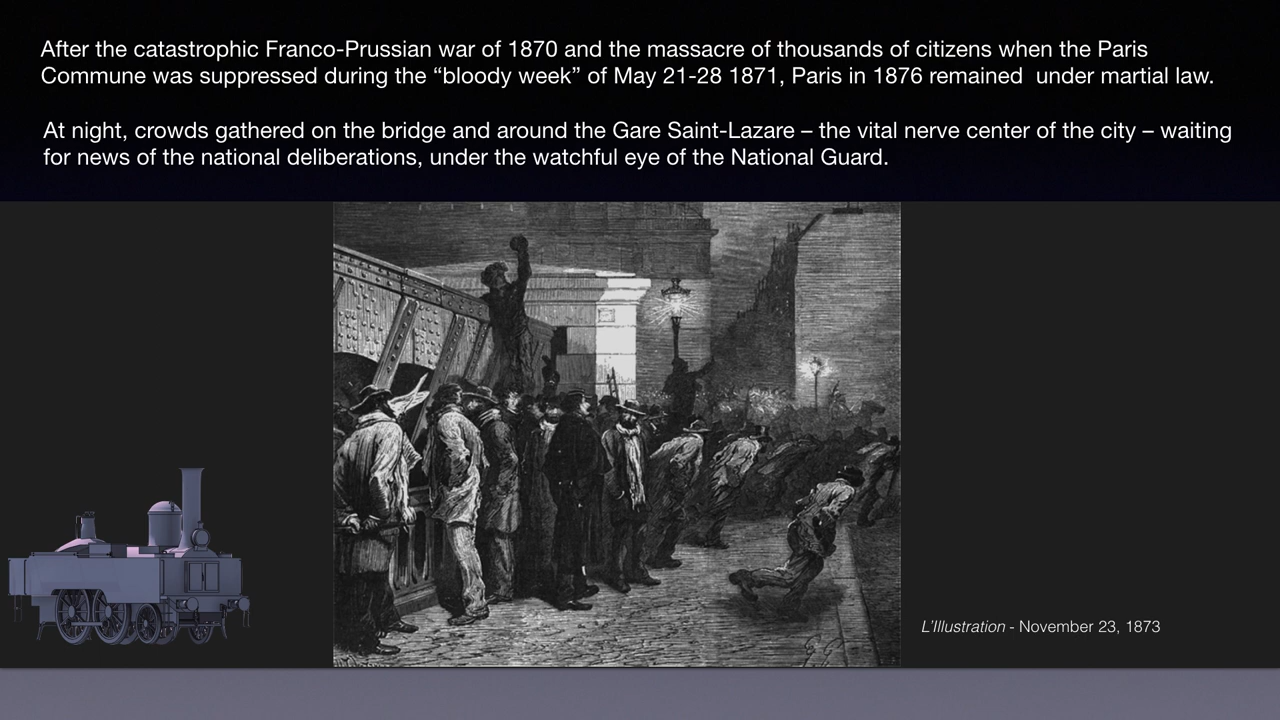 After the catastrophic Franco-Prussian war of 1870 and the massacre of thousands of citizens when the Paris
Commune was suppressed during the “bloody week” of May 21-28 1871, Paris in 1876 remained  under martial law.
At night, crowds gathered on the bridge and around the Gare Saint-Lazare – the vital nerve center of the city – waiting
for news of the national deliberations, under the watchful eye of the National Guard.
L’Illustration - November 23, 1873